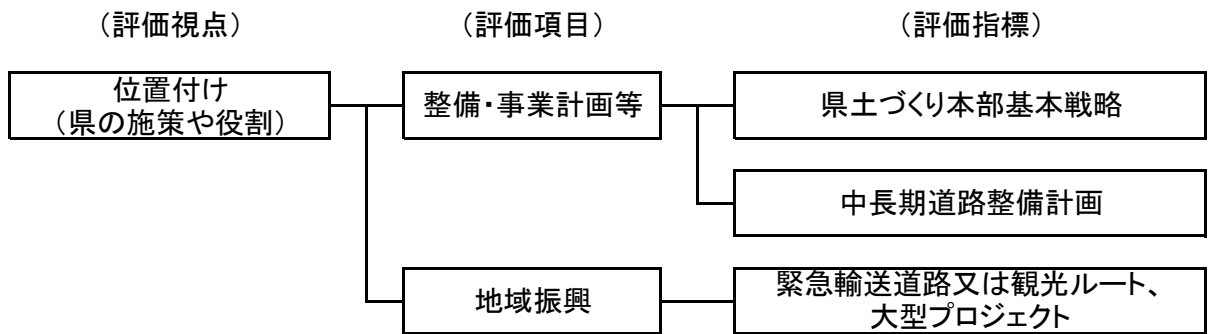 （評価視点）
（評価項目）
（評価指標）
位置付け
（県の施策や役割）
整備・事業計画等
県土づくり本部基本戦略
中長期道路整備計画
地域振興
緊急輸送道路又は観光ルート、
大型プロジェクト